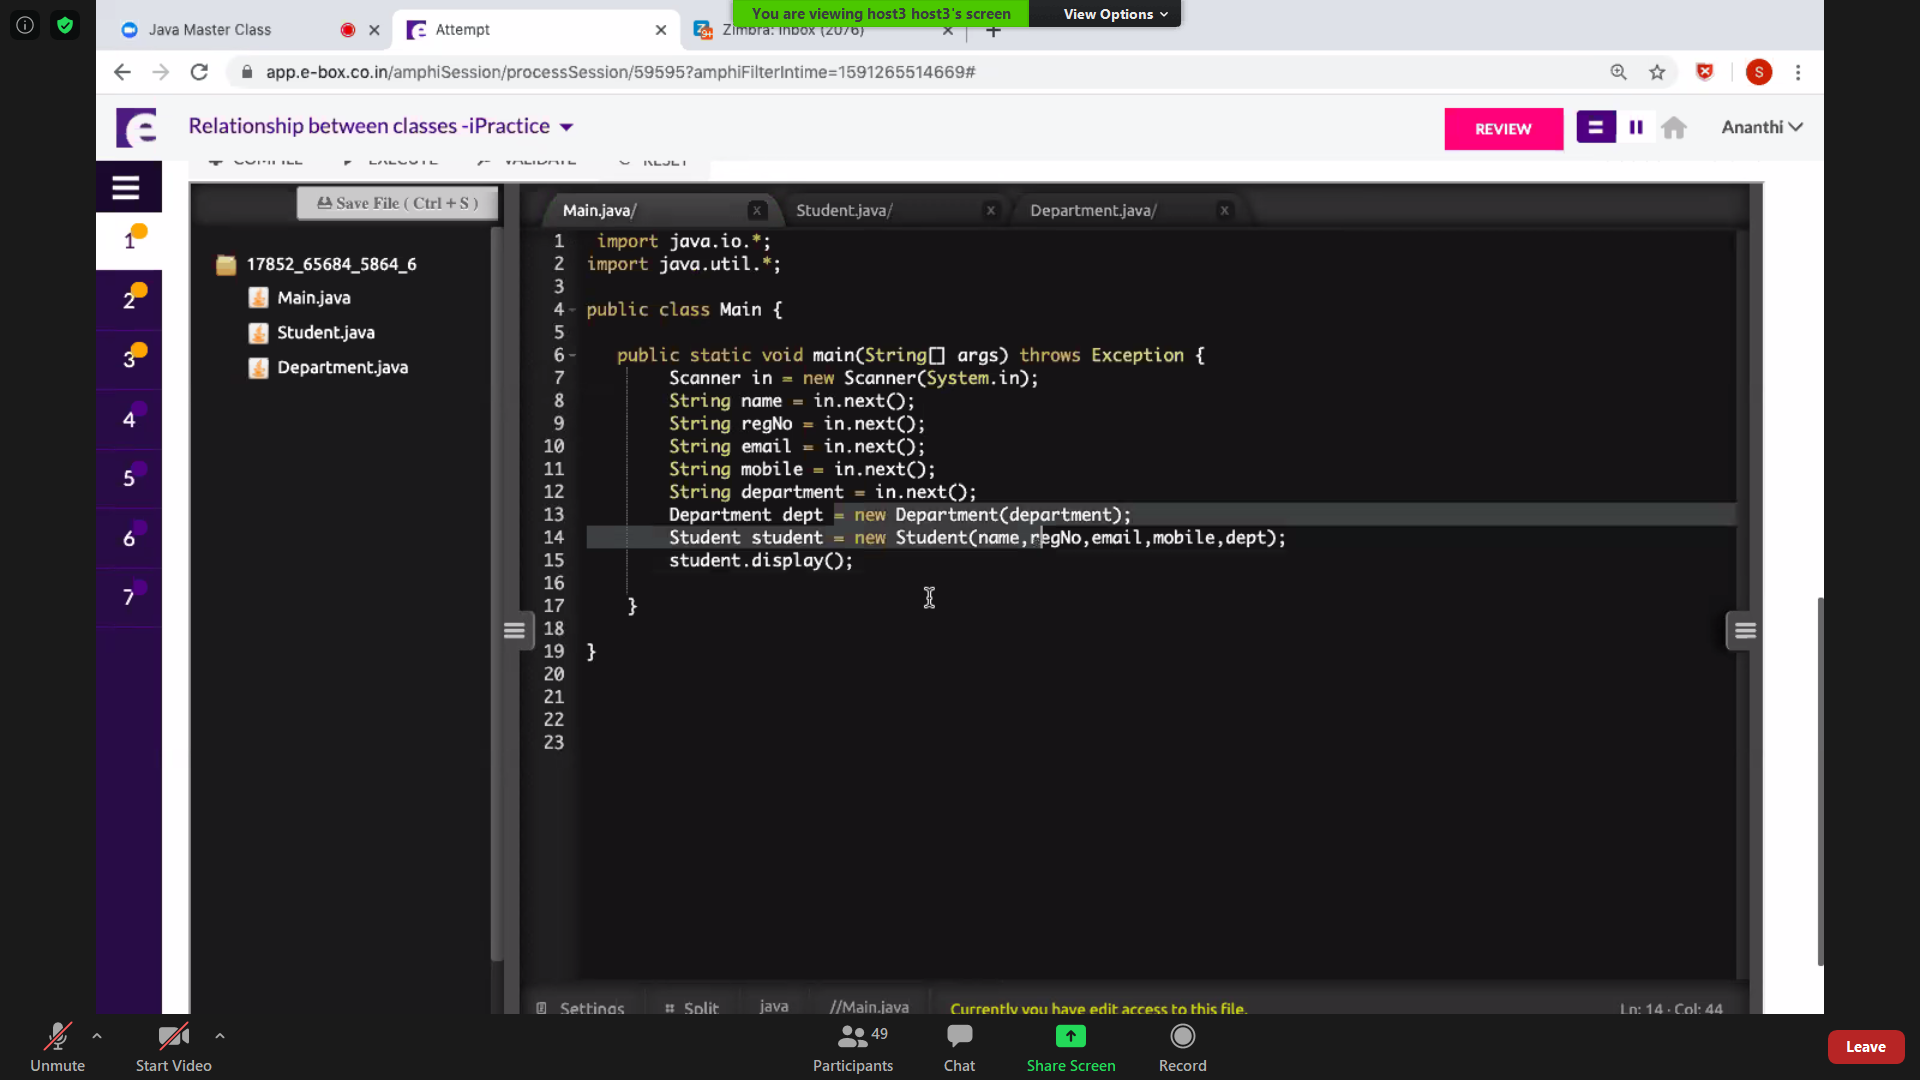 You are viewing host3 host3's screen
View Options
Java Master Class
Attempt
Zimbra: Inbox (2076)
app.e-box.co.in/amphiSession/processSession/59595?amphiFilterIntime=1591265514669#
S
Relationship between classes -iPractice
REVIEW
Ananthi
COMPILE
EXECUTE
VALIDATE
RESET
Save File ( Ctrl + S )
Main.java/
Student.java/
Department.java/
1
2
3
4
5
6
7
17852_65684_5864_6
Main.java
Student.java
Department.java
1 import java.io.*;
2 import java.util.*;
3
4 public class Main {
5
6 public static void main(String[] args) throws Exception {
7 Scanner in = new Scanner(System.in);
8 String name = in.next();
9 String regNo = in.next();
10 String email = in.next();
11 String mobile = in.next();
12 String department = in.next();
13 Department dept = new Department(department);
14 Student student = new Student(name,regNo,email,mobile,dept);
15 student.display();
16
17 }
18
19 }
20
21
22
23
Settings
Split
java
//Main.java
Currently you have edit access to this file.
Ln: 14 · Col: 44
Unmute
Start Video
49
Participants
Chat
Share Screen
Record
Leave